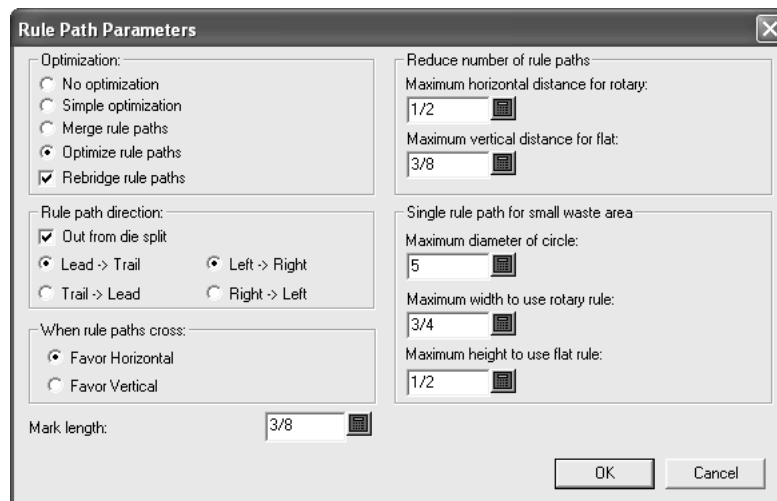 Rule Path Parameters
Optimization:
No optimization
Simple optimization
Merge rule paths
Optimize rule paths
Rebridge rule paths
Rule path direction:
Out from die split
Lead -> Trail
Left -> Right
Trail -> Lead
Right -> Left
When rule paths cross:
Favor Horizontal
Favor Vertical
Mark length:
3/8
Reduce number of rule paths
Maximum horizontal distance for rotary:
1/2
Maximum vertical distance for flat:
3/8
Single rule path for small waste area
Maximum diameter of circle:
5
Maximum width to use rotary rule:
3/4
Maximum height to use flat rule:
1/2
OK
Cancel